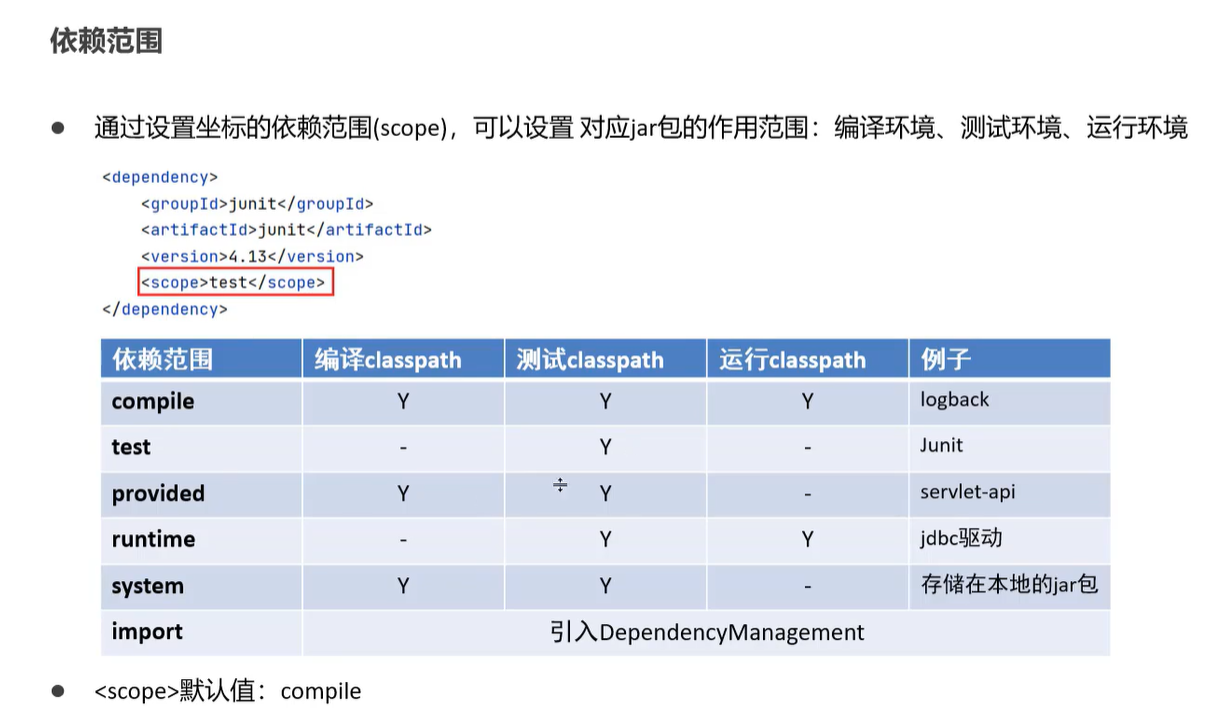 依赖范围
● 通过设置坐标的依赖范围(scope)，可以设置 对应jar包的作用范围：编译环境、测试环境、运行环境
<dependency>
<groupId>junit</groupId>
<artifactId>junit</artifactId>
<version>4.13</version>
<scope>test</scope>
</dependency>
依赖范围 编译classpath 测试classpath 运行classpath 例子
compile Y Y Y logback
test - Y - Junit
provided Y Y - servlet-api
runtime - Y Y jdbc驱动
system Y Y - 存储在本地的jar包
import 引入DependencyManagement
● <scope>默认值：compile